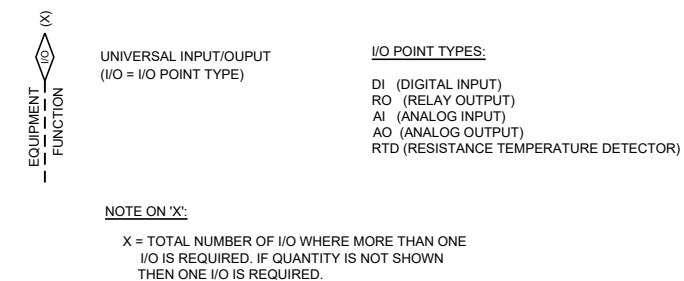 (X)
I/O
EQUIPMENT
FUNCTION
UNIVERSAL INPUT/OUPUT
(I/O = I/O POINT TYPE)
I/O POINT TYPES:
DI (DIGITAL INPUT)
RO (RELAY OUTPUT)
AI (ANALOG INPUT)
AO (ANALOG OUTPUT)
RTD (RESISTANCE TEMPERATURE DETECTOR)
NOTE ON 'X':
X = TOTAL NUMBER OF I/O WHERE MORE THAN ONE
I/O IS REQUIRED. IF QUANTITY IS NOT SHOWN
THEN ONE I/O IS REQUIRED.